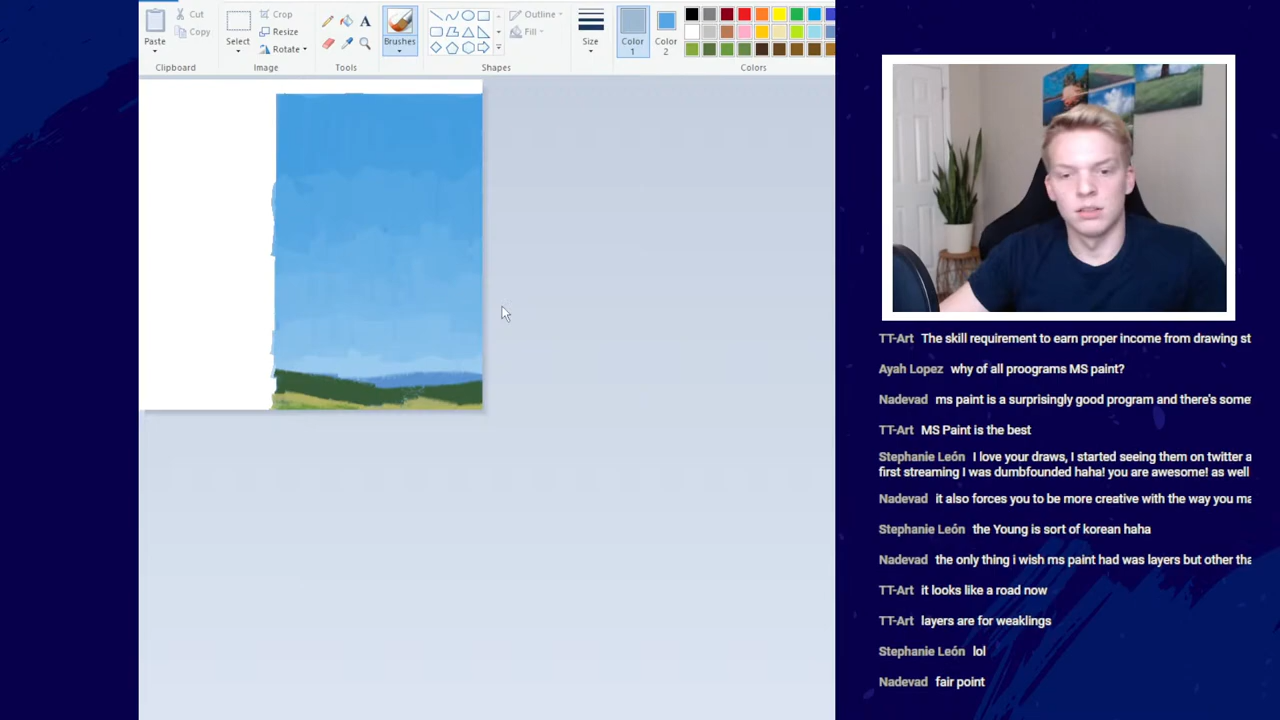 Paste
Cut
Copy
Clipboard
Select
Crop
Resize
Rotate
Image
A
Tools
Brushes
Outline
Fill
Shapes
Size
Color
1
Color
2
Colors
TT-Art The skill requirement to earn proper income from drawing st
Ayah Lopez why of all proograms MS paint?
Nadevad ms paint is a surprisingly good program and there's some
TT-Art MS Paint is the best
Stephanie León I love your draws, I started seeing them on twitter a
first streaming I was dumbfounded haha! you are awesome! as well
Nadevad it also forces you to be more creative with the way you ma
Stephanie León the Young is sort of korean haha
Nadevad the only thing i wish ms paint had was layers but other tha
TT-Art it looks like a road now
TT-Art layers are for weaklings
Stephanie León lol
Nadevad fair point